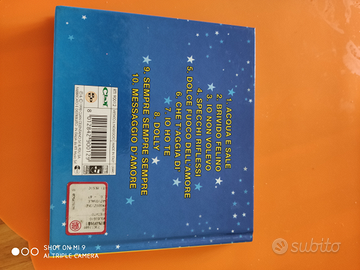 1. ACQUA E SALE
2. BRIVIDO FELINO
3. IO NON VOLEVO
4. SPECCHI RIFLESSI
5. DOLCE FUOCO DELL'AMORE
6. CHE T'AGGIA DÌ
7. IO HO TE
8. DOLLY
9. SEMPRE SEMPRE SEMPRE
10. MESSAGGIO D'AMORE
SHOT ON MI 9
AI TRIPLE CAMERA
subito